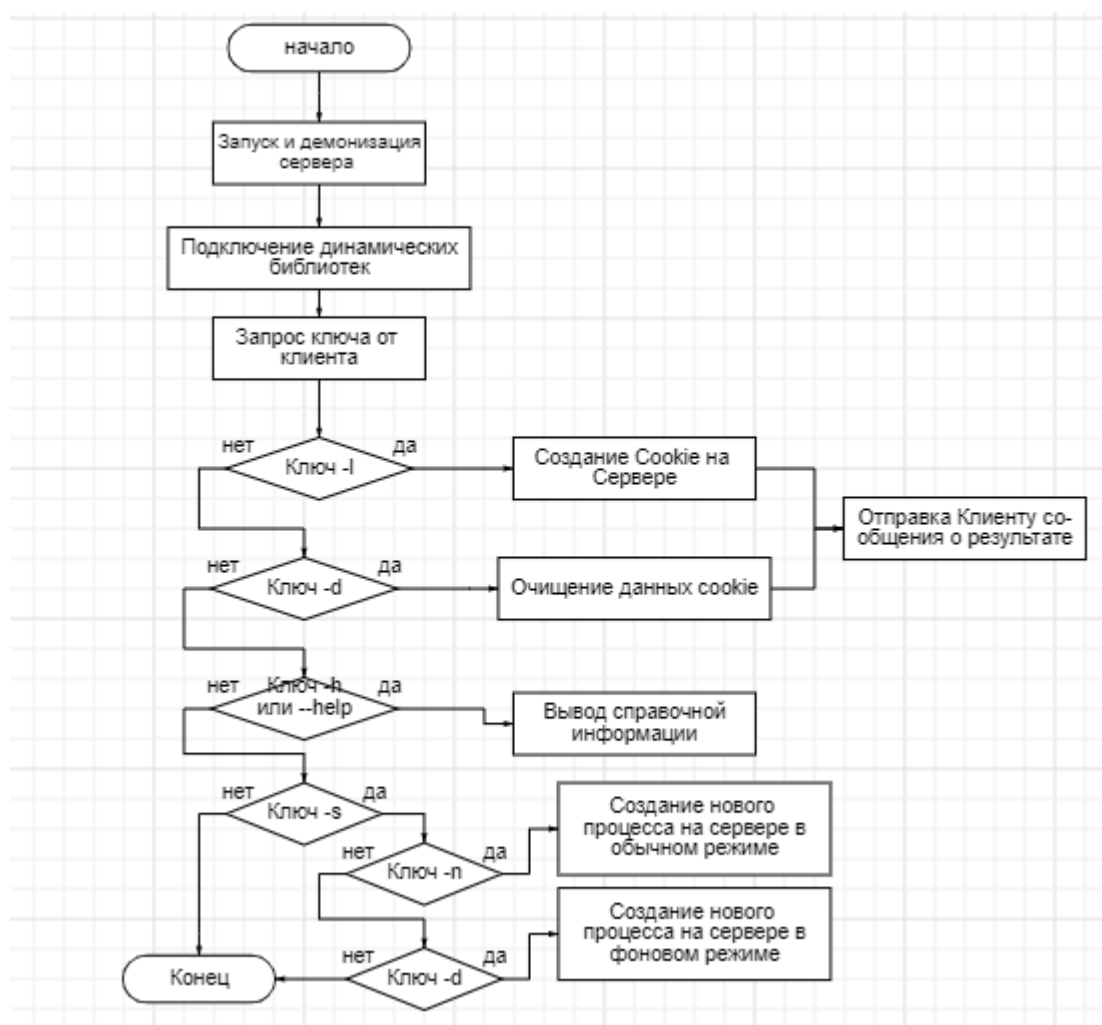 начало
Запуск и демонизация
сервера
Подключение динамических
библиотек
Запрос ключа от
клиента
нет
да
Ключ -l
Создание Cookie на
Сервере
Отправка Клиенту со-
общения о результате
нет
да
Ключ -d
Очищение данных cookie
нет
да
Ключ -h
или --help
Вывод справочной
информации
нет
да
Ключ -s
Создание нового
процесса на сервере в
обычном режиме
нет
да
Ключ -n
Создание нового
процесса на сервере в
фоновом режиме
нет
да
Ключ -d
Конец